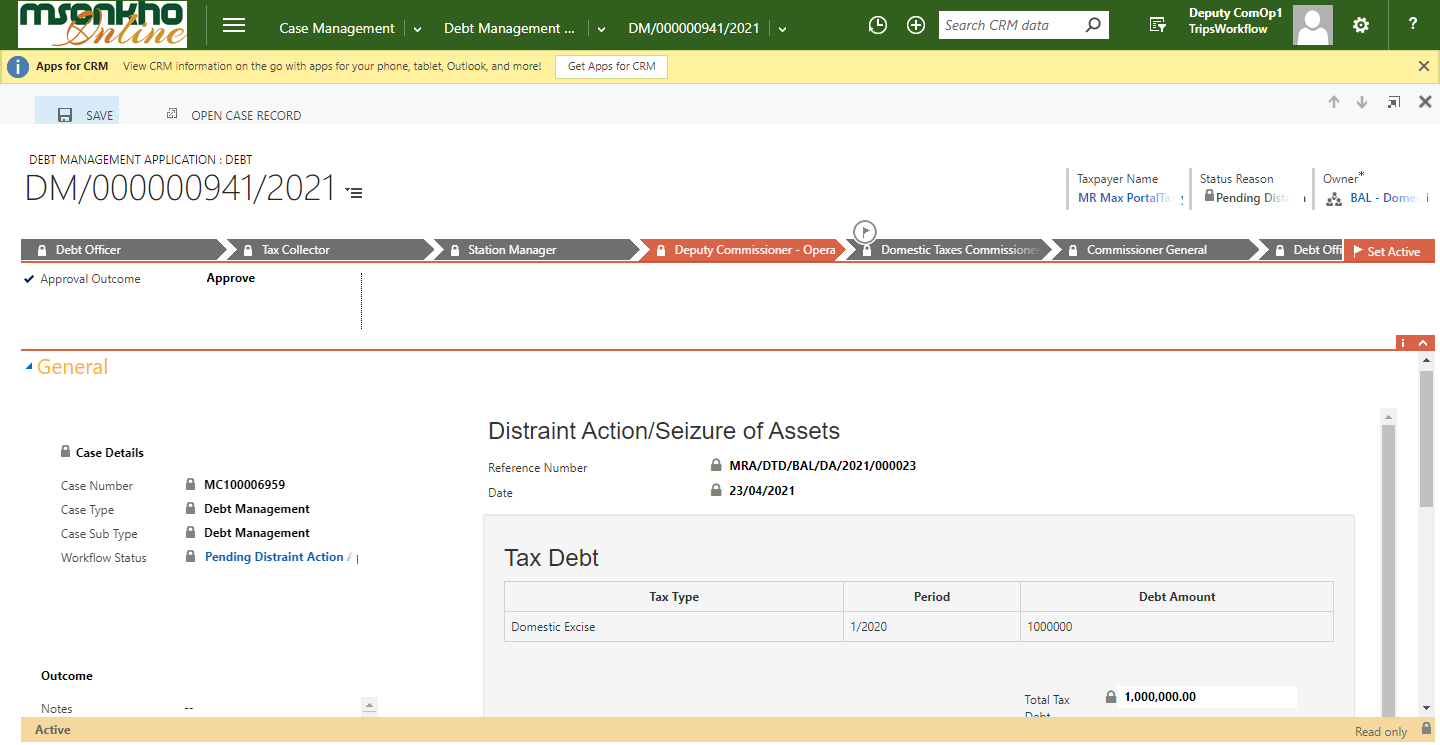 msonkho
Online
Case Management
Debt Management ...
DM/000000941/2021
Search CRM data
Deputy ComOp1
TripsWorkflow
?
i
Apps for CRM
View CRM information on the go with apps for your phone, tablet, Outlook, and more!
Get Apps for CRM
SAVE
OPEN CASE RECORD
DEBT MANAGEMENT APPLICATION : DEBT
DM/000000941/2021
Taxpayer Name
MR Max PortalTa
Status Reason
Pending Distr
Owner*
BAL - Dome
Debt Officer
Tax Collector
Station Manager
Deputy Commissioner - Opera
Domestic Taxes Commissioner
Commissioner General
Debt Offi
Set Active
Approval Outcome
Approve
i
General
Case Details
Case Number
MC100006959
Case Type
Debt Management
Case Sub Type
Debt Management
Workflow Status
Pending Distraint Action
Outcome
Notes
--
Distraint Action/Seizure of Assets
Reference Number
MRA/DTD/BAL/DA/2021/000023
Date
23/04/2021
Tax Debt
Tax Type
Period
Debt Amount
Domestic Excise
1/2020
1000000
Total Tax
Debt
1,000,000.00
Active
Read only